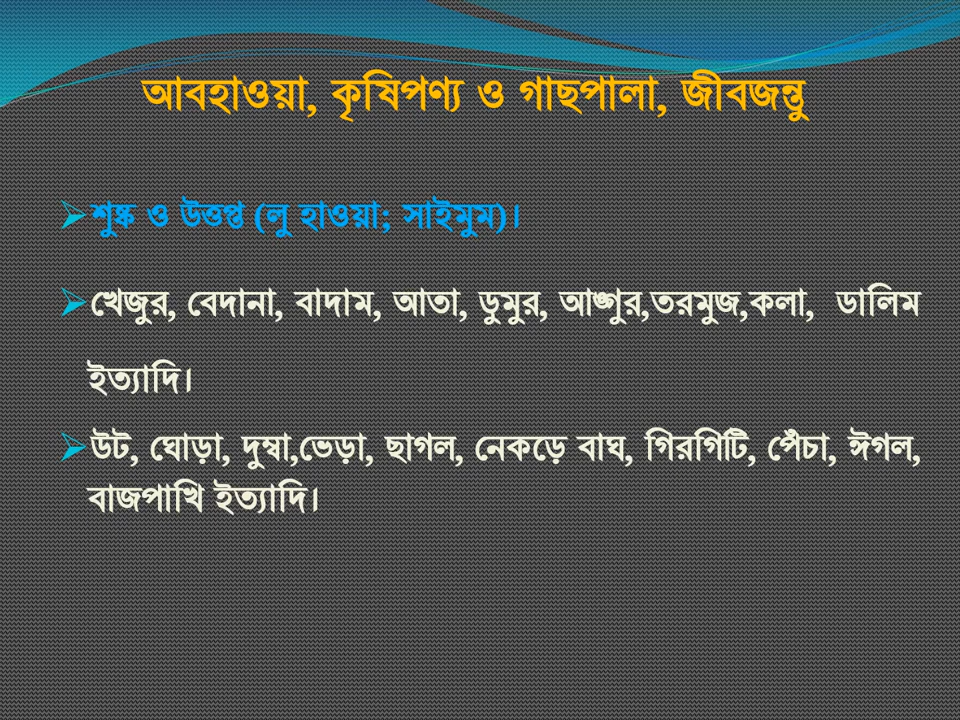 আবহাওয়া, কৃষিপণ্য ও গাছপালা, জীবজন্তু
➢শুষ্ক ও উত্তপ্ত (লু হাওয়া; সাইমুম)।
➢খেজুর, বেদানা, বাদাম, আতা, ডুমুর, আঙ্গুর,তরমুজ,কলা, ডালিম
ইত্যাদি।
➢উট, ঘোড়া, দুম্বা,ভেড়া, ছাগল, নেকড়ে বাঘ, গিরগিটি, পেঁচা, ঈগল,
বাজপাখি ইত্যাদি।